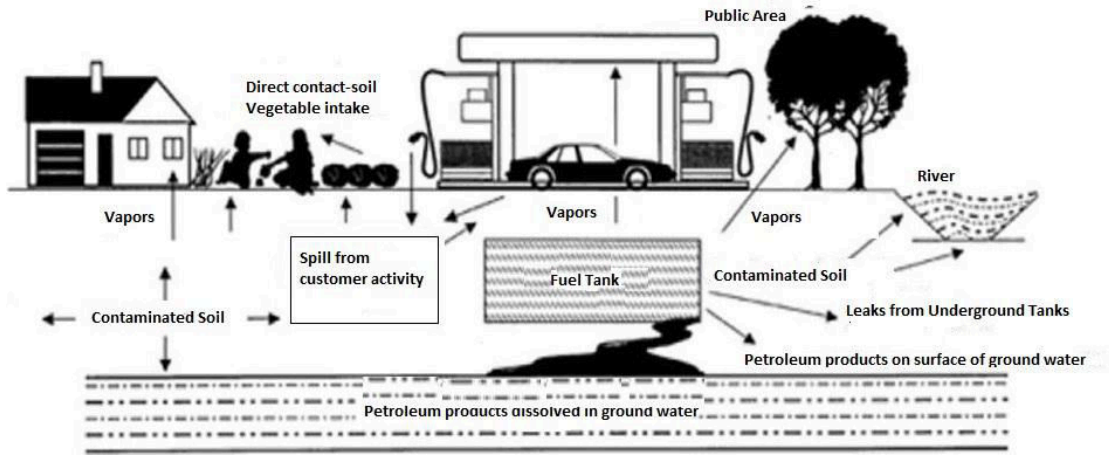 Public Area
Direct contact-soil
Vegetable intake
River
Vapors
Vapors
Vapors
Spill from
customer activity
Fuel Tank
Contaminated Soil
Contaminated Soil
Leaks from Underground Tanks
Petroleum products on surface of ground water
Petroleum products dissolved in ground water